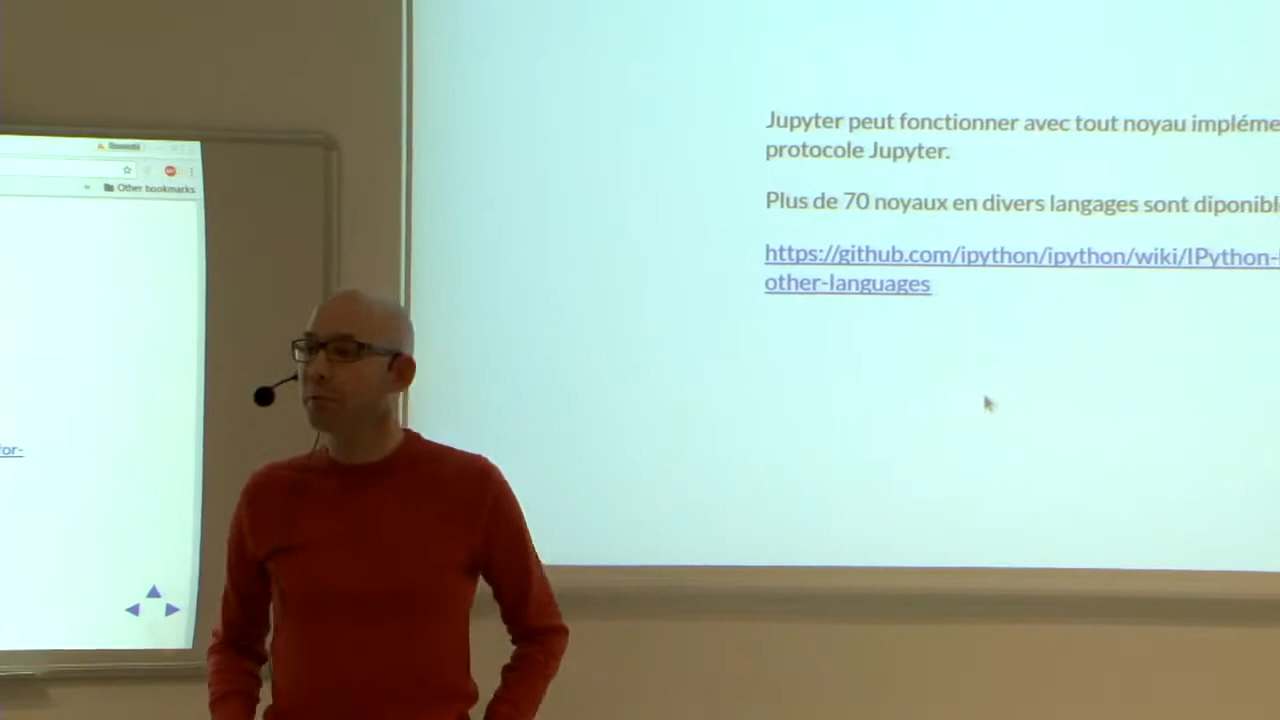 Other bookmarks
for-
Jupyter peut fonctionner avec tout noyau impléme
protocole Jupyter.
Plus de 70 noyaux en divers langages sont diponibl
https://github.com/ipython/ipython/wiki/IPython-
other-languages